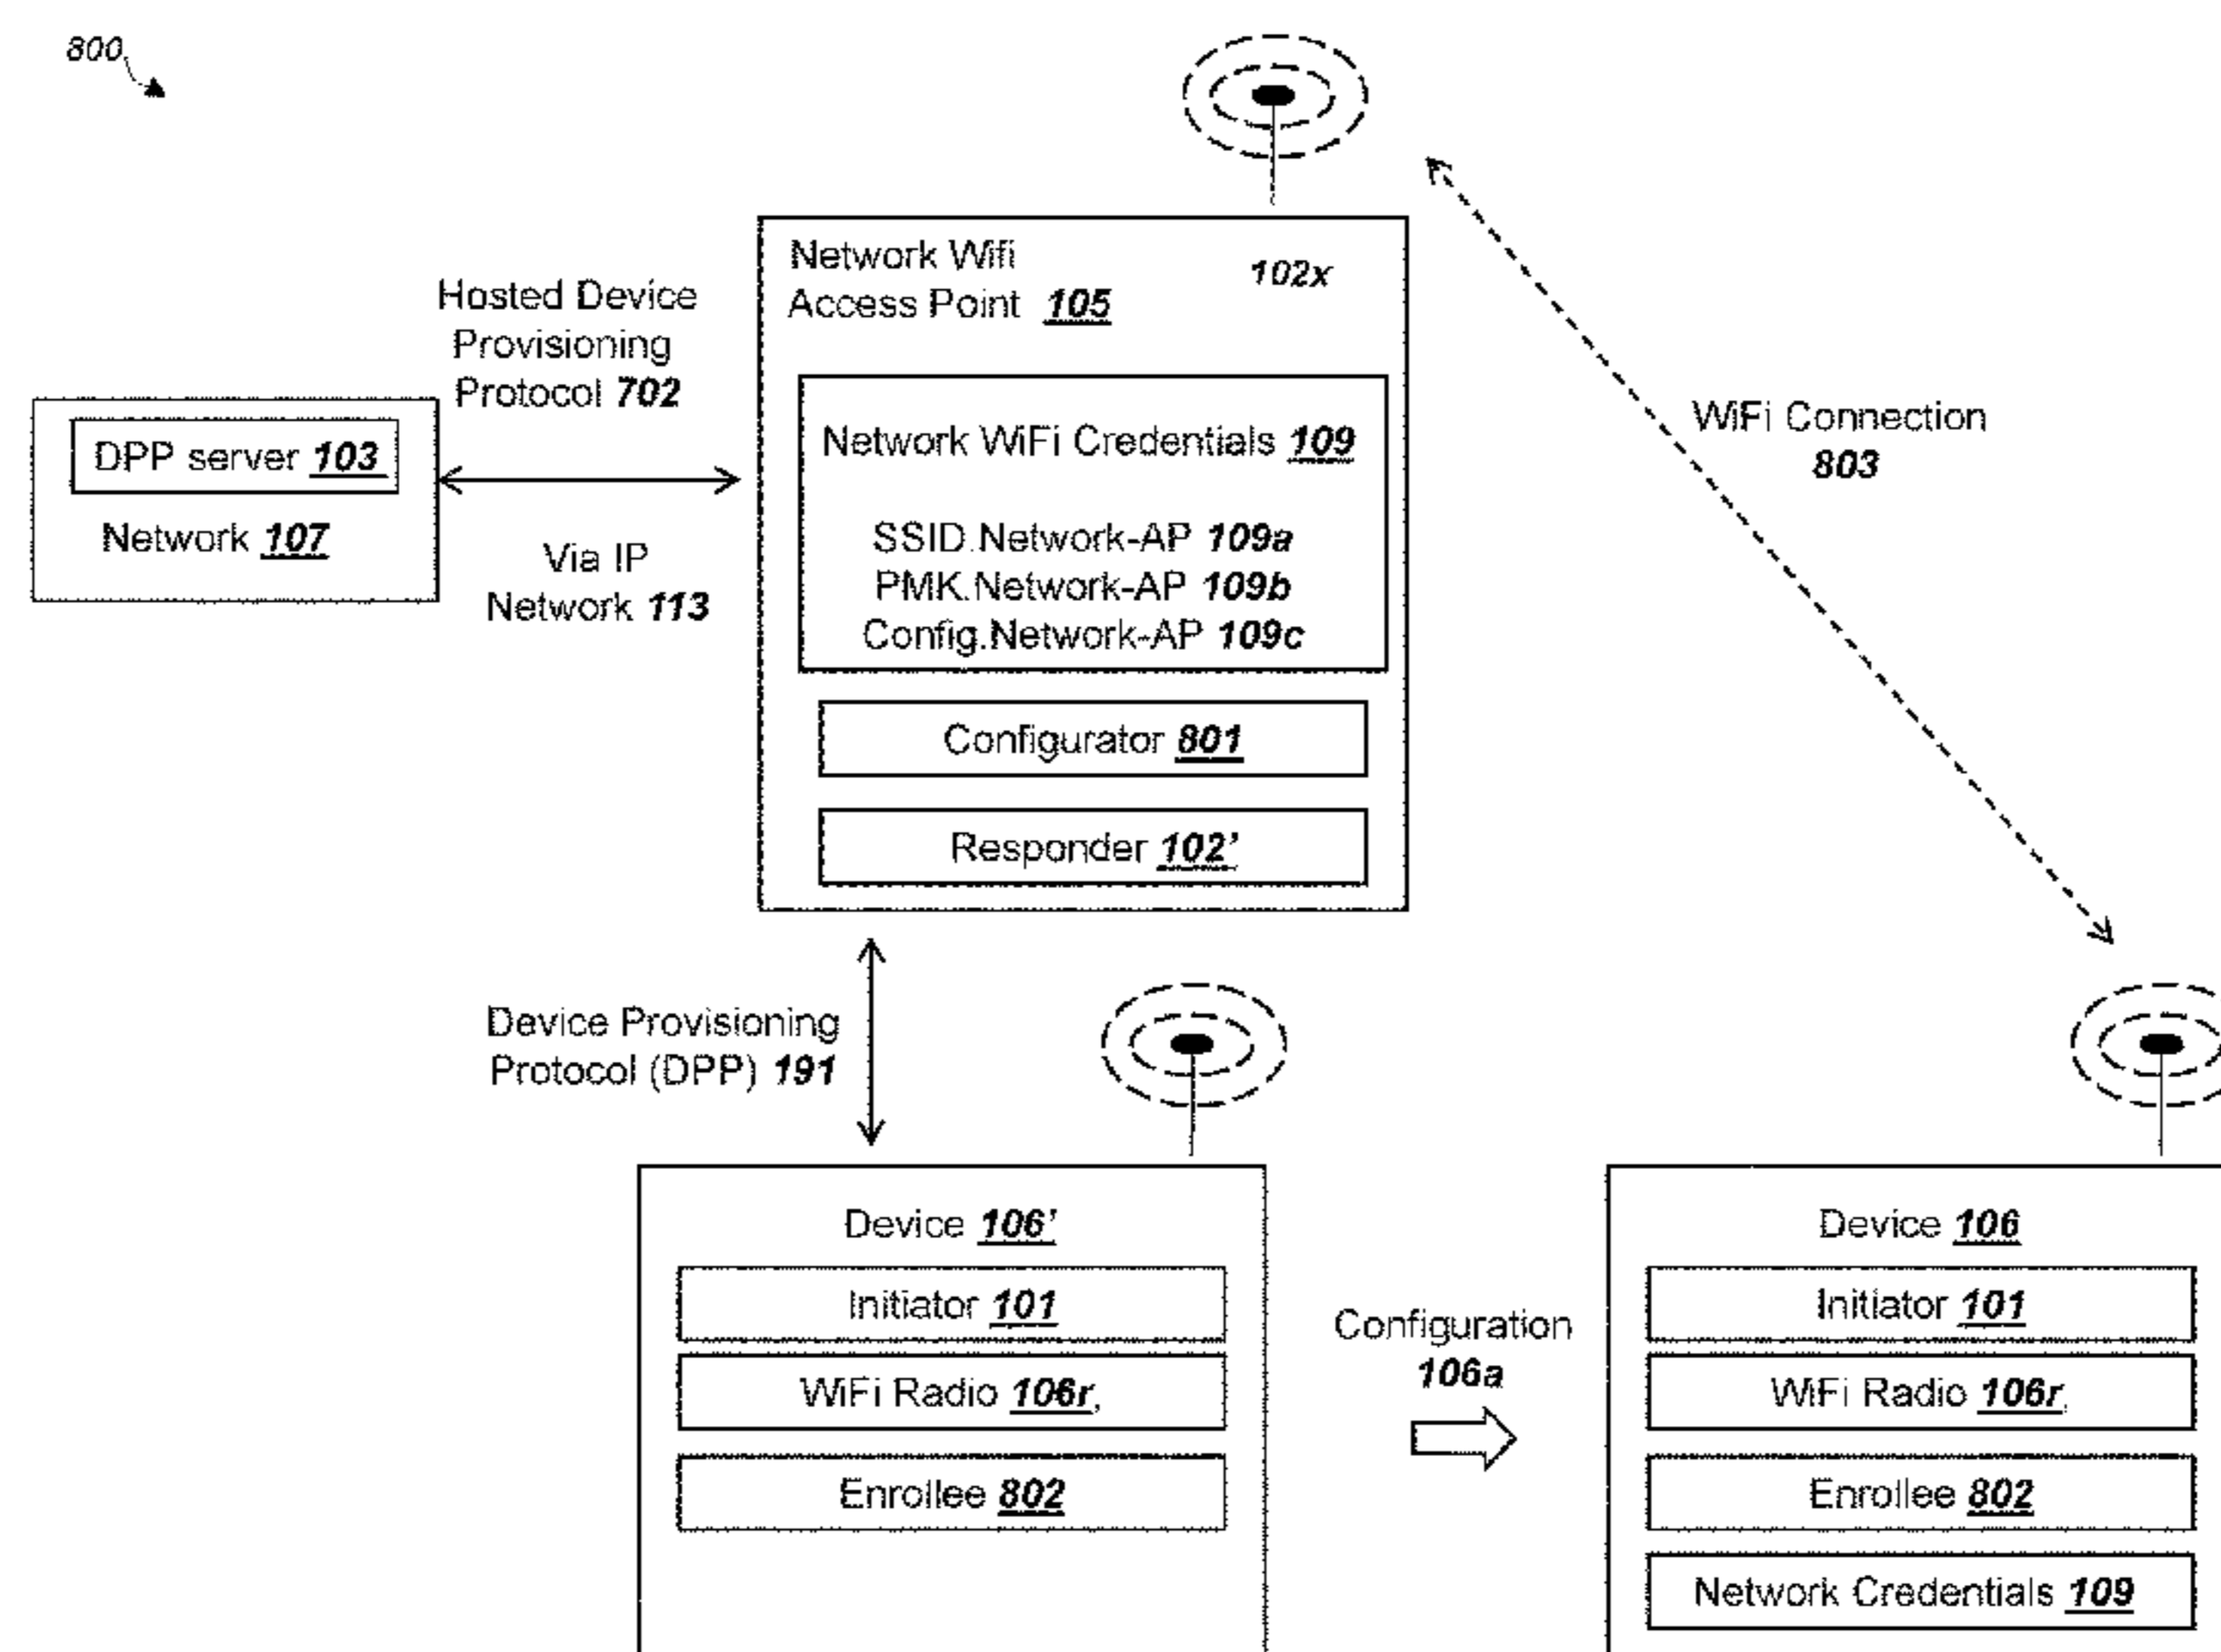 800
Network Wifi
Access Point 105
102x
Hosted Device
Provisioning
Protocol 702
DPP server 103
Network 107
Via IP
Network 113
Network WiFi Credentials 109
SSID.Network-AP 109a
PMK.Network-AP 109b
Config.Network-AP 109c
Configurator 801
Responder 102'
WiFi Connection
803
Device Provisioning
Protocol (DPP) 191
Device 106'
Initiator 101
WiFi Radio 106r,
Enrollee 802
Configuration
106a
Device 106
Initiator 101
WiFi Radio 106r,
Enrollee 802
Network Credentials 109